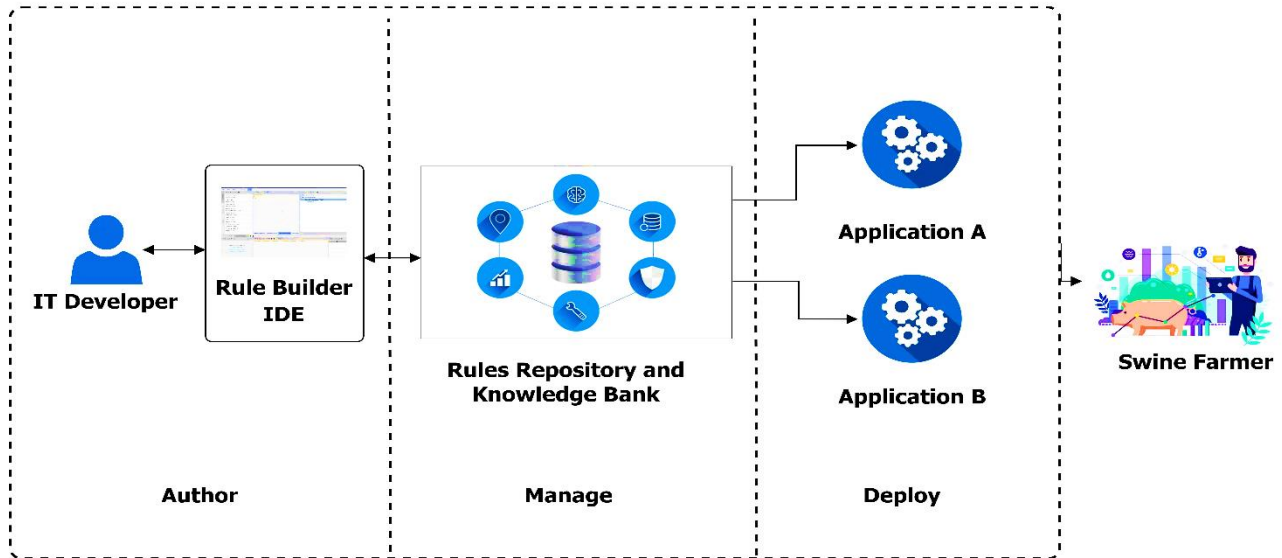 IT Developer
Rule Builder
IDE
Rules Repository and
Knowledge Bank
Application A
Application B
Swine Farmer
Author
Manage
Deploy